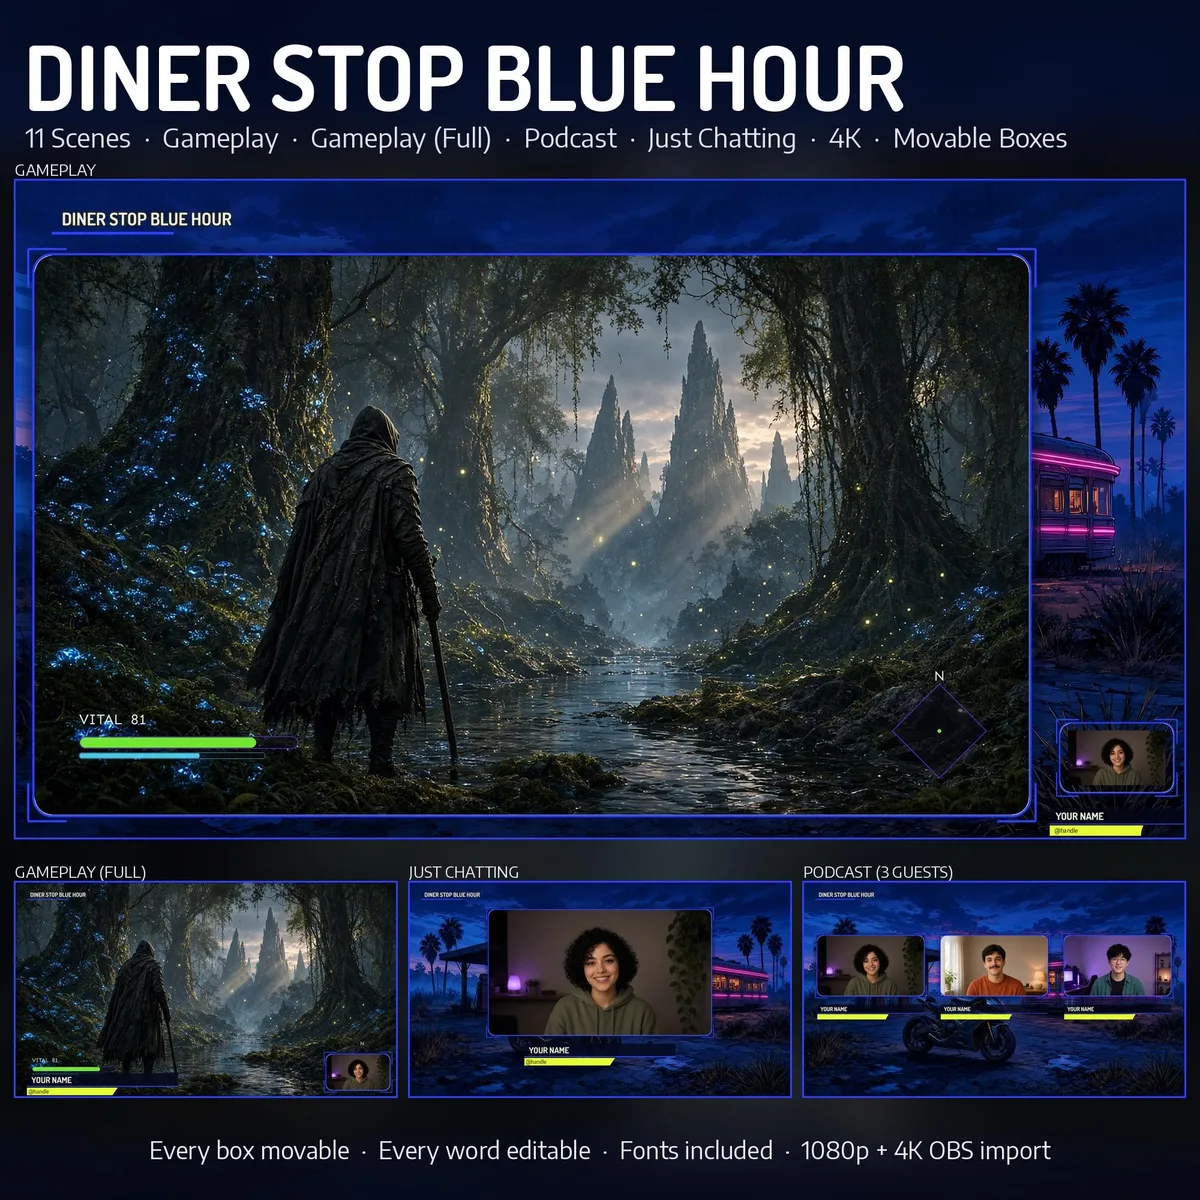 DINER STOP BLUE HOUR
11 Scenes · Gameplay · Gameplay (Full) · Podcast · Just Chatting · 4K · Movable Boxes
GAMEPLAY
DINER STOP BLUE HOUR
N
VITAL 81
YOUR NAME
@handle
GAMEPLAY (FULL)
JUST CHATTING
PODCAST (3 GUESTS)
DINER STOP BLUE HOUR
DINER STOP BLUE HOUR
DINER STOP BLUE HOUR
YOUR NAME
YOUR NAME
YOUR NAME
N
VITAL 81
YOUR NAME
@handle
YOUR NAME
@handle
Every box movable · Every word editable · Fonts included · 1080p + 4K OBS import